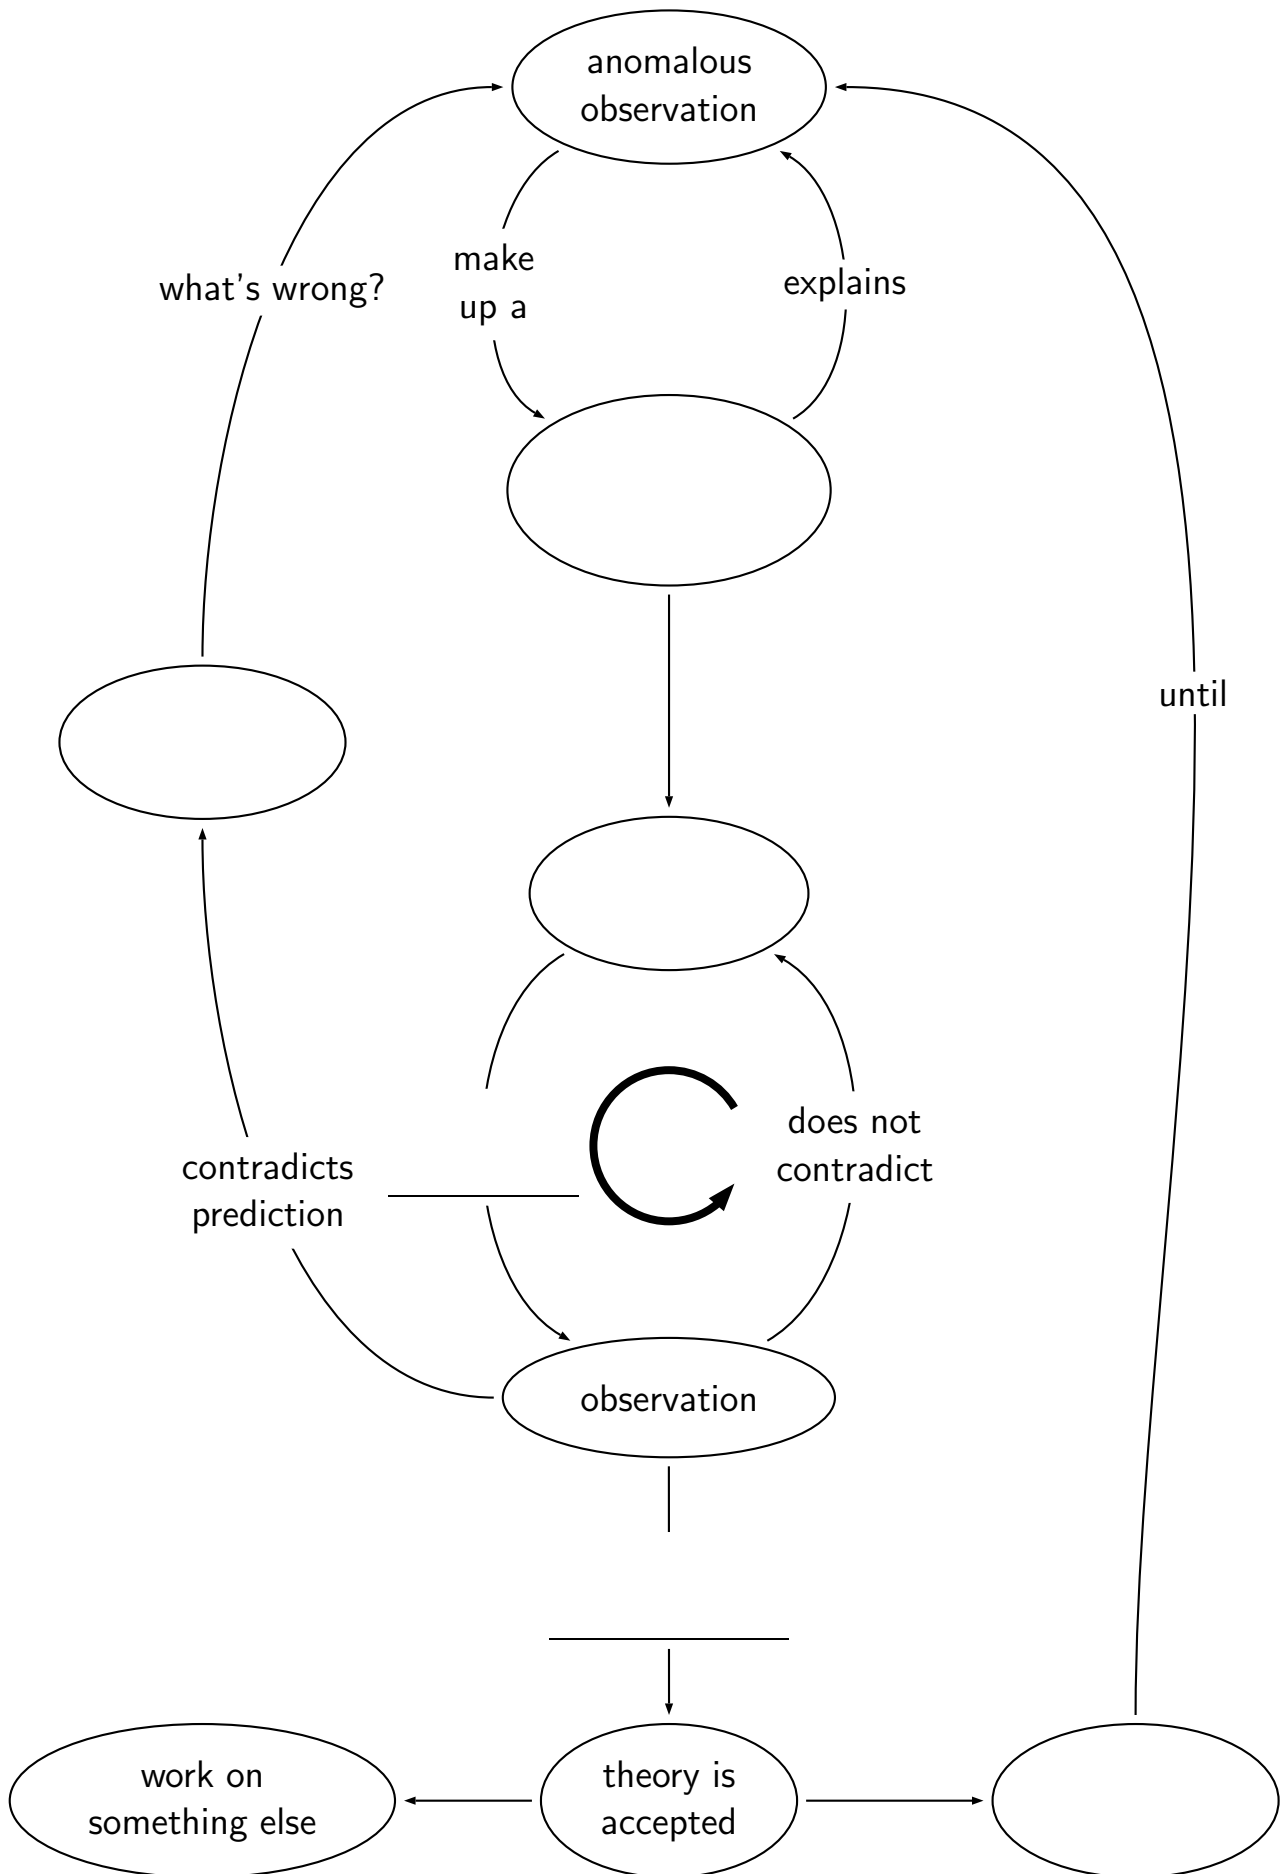 anomalous
observation
make
up a
explains
what's wrong?
until
does not
contradict
contradicts
prediction
observation
work on
something else
theory is
accepted